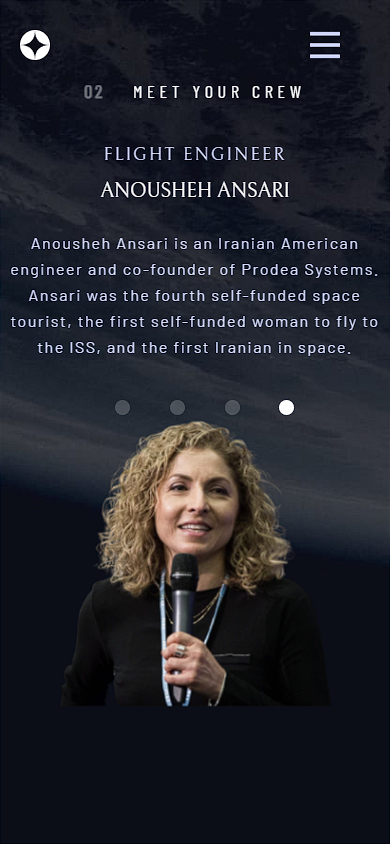 02 MEET YOUR CREW
FLIGHT ENGINEER
ANOUSHEH ANSARI
Anousheh Ansari is an Iranian American
engineer and co-founder of Prodea Systems.
Ansari was the fourth self-funded space
tourist, the first self-funded woman to fly to
the ISS, and the first Iranian in space.